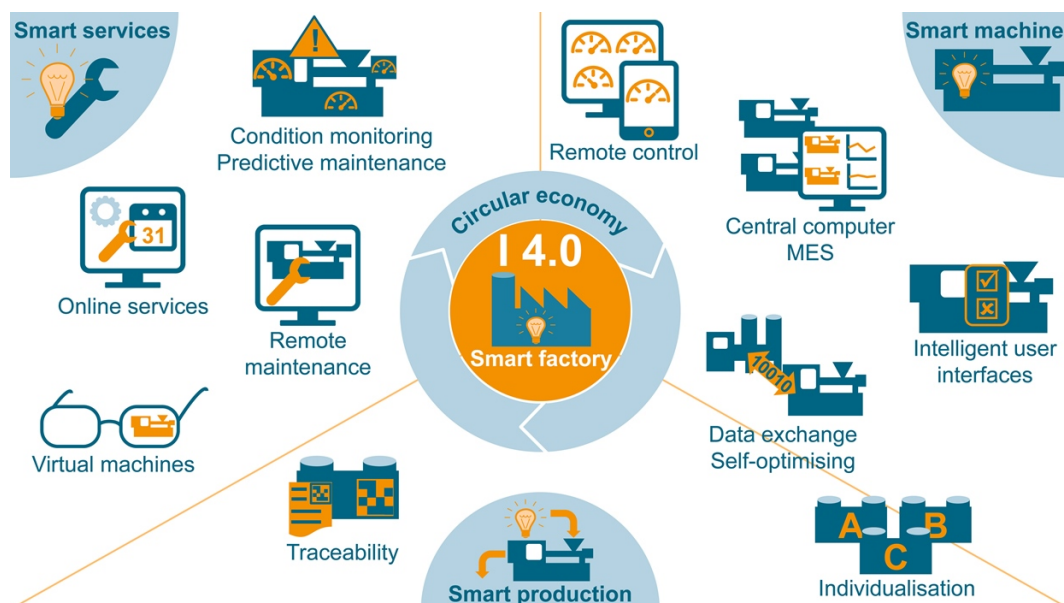 Smart services
Condition monitoring
Predictive maintenance
Remote control
Smart machine
Central computer
MES
Online services
31
Remote
maintenance
Circular economy
I 4.0
Smart factory
Intelligent user
interfaces
10010
Data exchange
Self-optimising
Virtual machines
Traceability
Smart production
A
B
C
Individualisation